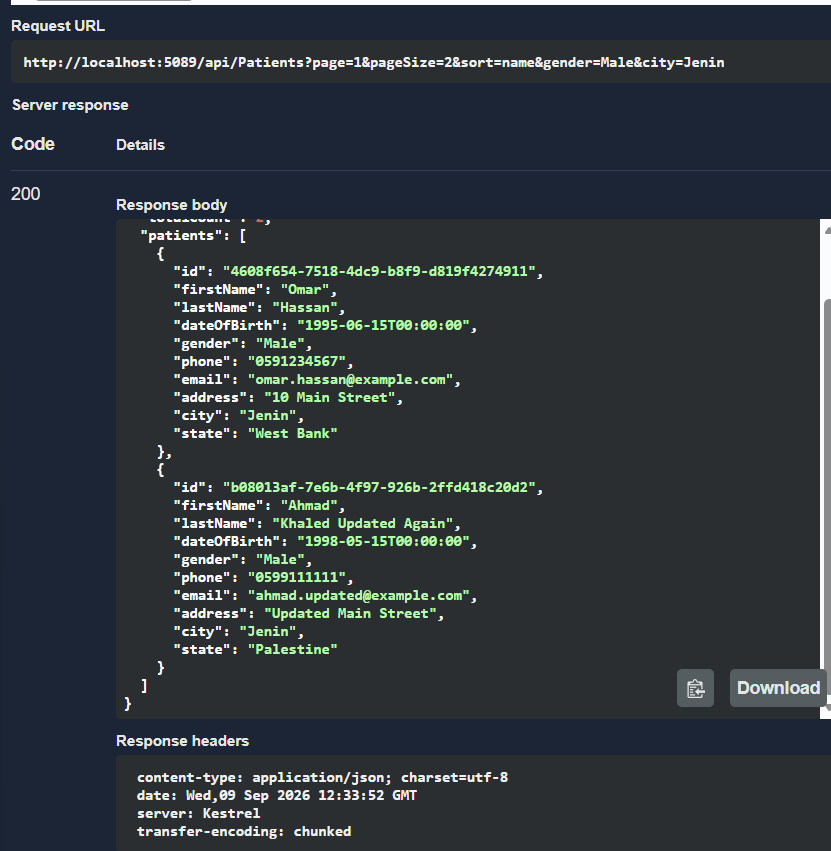 Request URL
http://localhost:5089/api/Patients?page=1&pageSize=2&sort=name&gender=Male&city=Jenin
Server response
Code Details
200
Response body
"totalCount": 2,
"patients": [
{
"id": "4608f654-7518-4dc9-b8f9-d819f4274911",
"firstName": "Omar",
"lastName": "Hassan",
"dateOfBirth": "1995-06-15T00:00:00",
"gender": "Male",
"phone": "0591234567",
"email": "omar.hassan@example.com",
"address": "10 Main Street",
"city": "Jenin",
"state": "West Bank"
},
{
"id": "b08013af-7e6b-4f97-926b-2ffd418c20d2",
"firstName": "Ahmad",
"lastName": "Khaled Updated Again",
"dateOfBirth": "1998-05-15T00:00:00",
"gender": "Male",
"phone": "0599111111",
"email": "ahmad.updated@example.com",
"address": "Updated Main Street",
"city": "Jenin",
"state": "Palestine"
}
]
}
Download
Response headers
content-type: application/json; charset=utf-8
date: Wed,09 Sep 2026 12:33:52 GMT
server: Kestrel
transfer-encoding: chunked